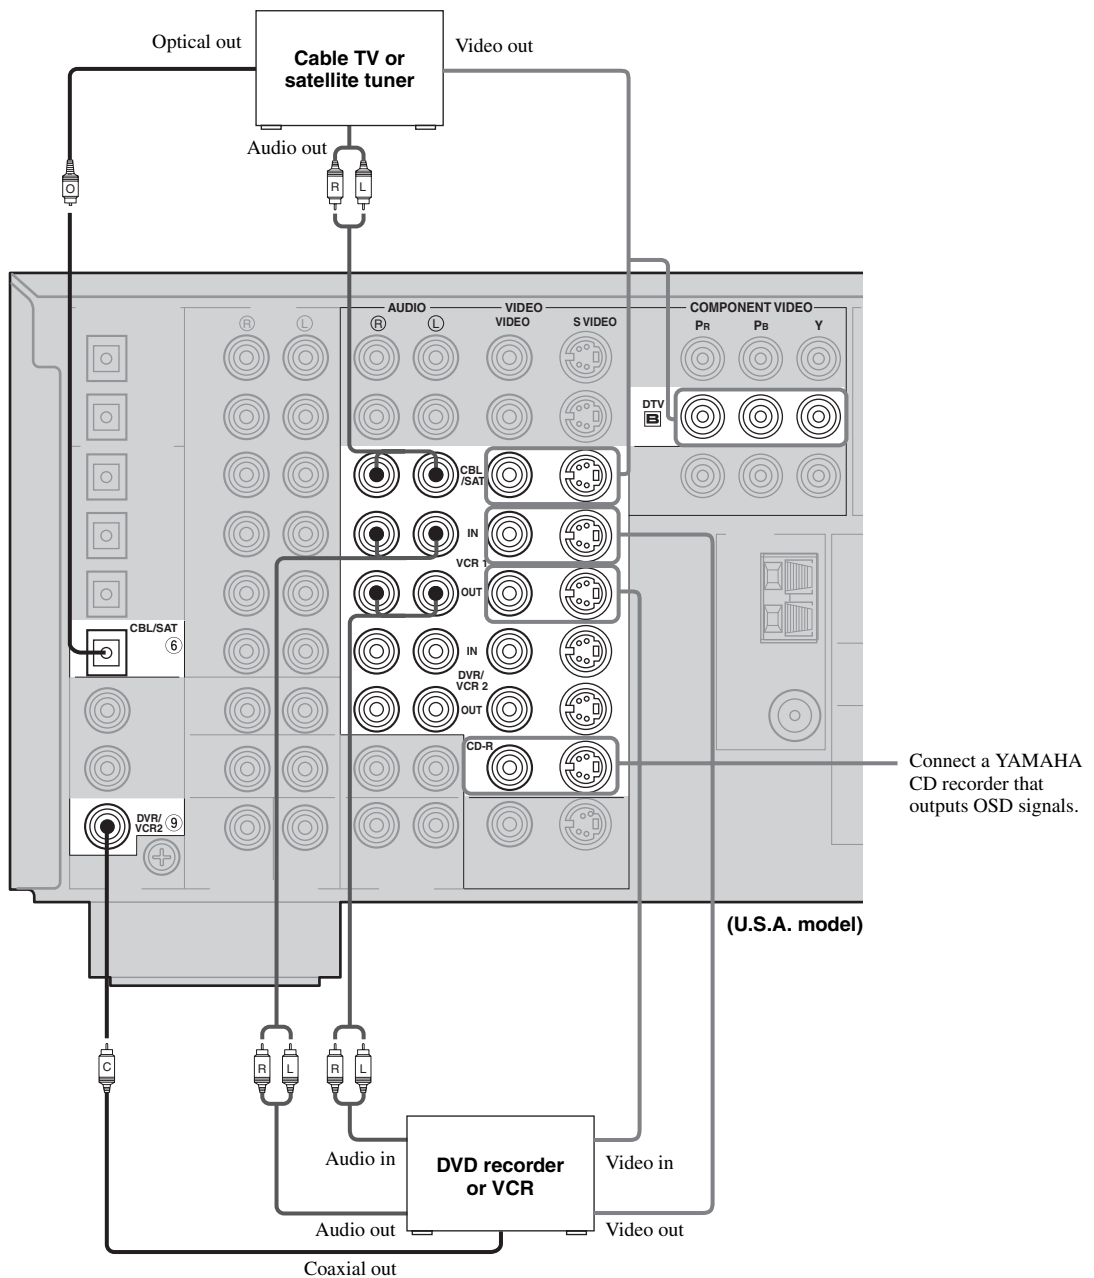 Optical out
Cable TV or
satellite tuner
Video out
Audio out
O
R L
AUDIO VIDEO COMPONENT VIDEO
R L R L VIDEO S VIDEO PR PB Y
DTV
B
CBL
/SAT
IN
VCR 1
OUT
CBL/SAT
6
IN
DVR/
VCR 2
OUT
CD-R
Connect a YAMAHA
CD recorder that
outputs OSD signals.
DVR/
VCR2
9
(U.S.A. model)
C
R L R L
Audio in
DVD recorder
or VCR
Video in
Audio out
Video out
Coaxial out